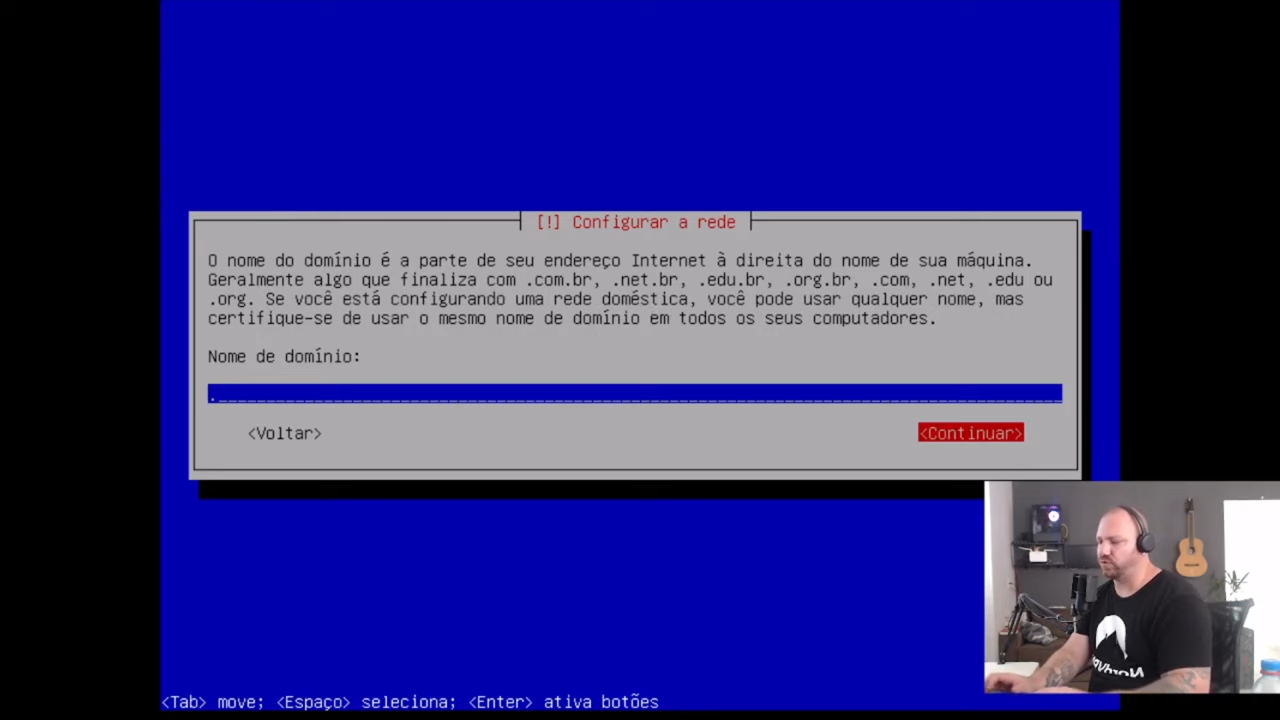 [!] Configurar a rede
O nome do domínio é a parte de seu endereço Internet à direita do nome de sua máquina.
Geralmente algo que finaliza com .com.br, .net.br, .edu.br, .org.br, .com, .net, .edu ou
.org. Se você está configurando uma rede doméstica, você pode usar qualquer nome, mas
certifique-se de usar o mesmo nome de domínio em todos os seus computadores.
Nome de domínio:
.
<Voltar> <Continuar>
<Tab> move; <Espaço> seleciona; <Enter> ativa botões